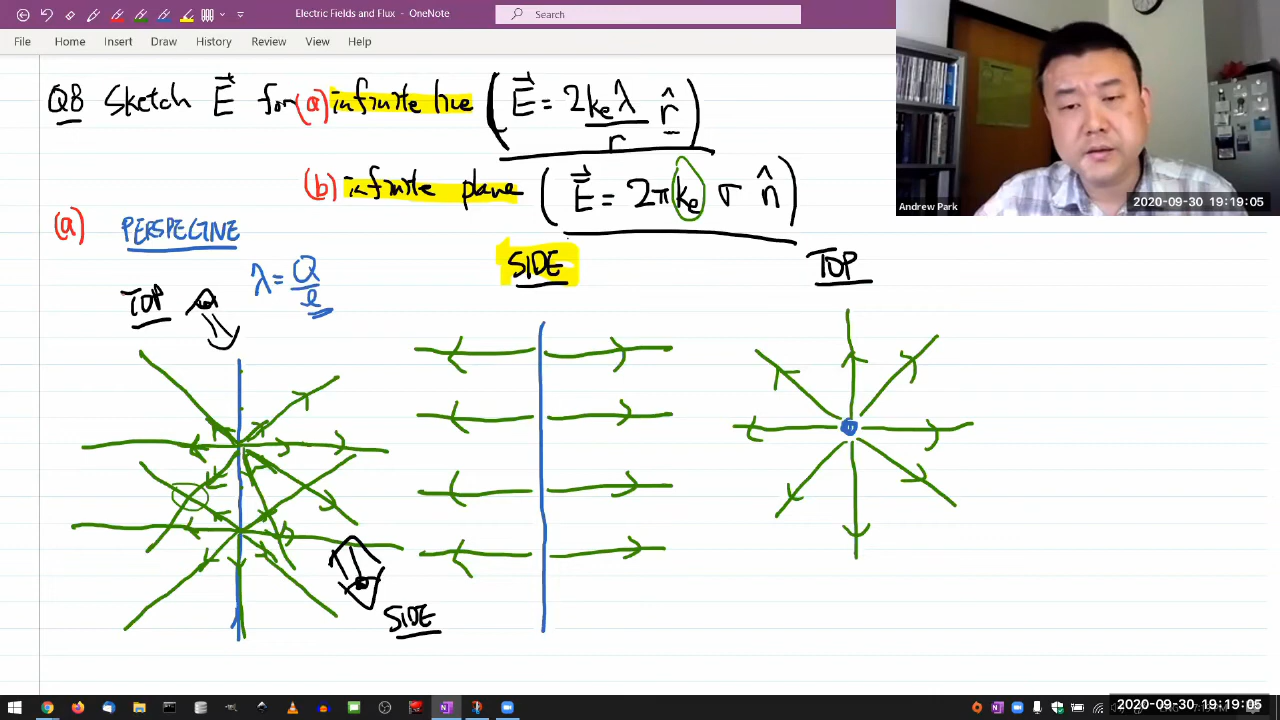 Electric Fields and Flux - OneNote
Search
File Home Insert Draw History Review View Help
Q8 Sketch E⃗ for (a) infinite line ( E⃗ = 2kₑλ / r r̂ )
(b) infinite plane ( E⃗ = 2πkₑ σ n̂ )
(a) PERSPECTIVE
SIDE
TOP
λ = Q / ℓ
TOP
SIDE
Andrew Park
2020-09-30 19:19:05
2020-09-30 19:19:05